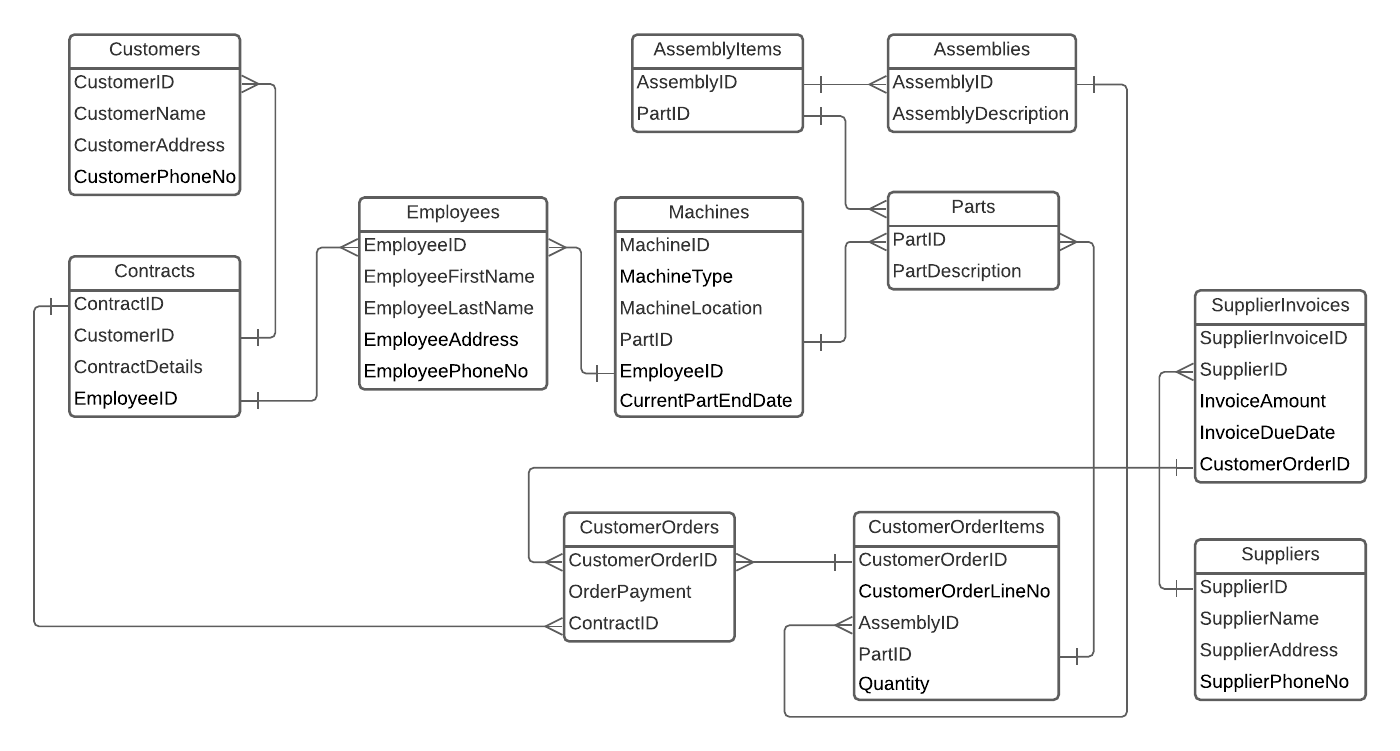 Customers
CustomerID
CustomerName
CustomerAddress
CustomerPhoneNo
AssemblyItems
AssemblyID
PartID
Assemblies
AssemblyID
AssemblyDescription
Employees
EmployeeID
EmployeeFirstName
EmployeeLastName
EmployeeAddress
EmployeePhoneNo
Machines
MachineID
MachineType
MachineLocation
PartID
EmployeeID
CurrentPartEndDate
Parts
PartID
PartDescription
Contracts
ContractID
CustomerID
ContractDetails
EmployeeID
SupplierInvoices
SupplierInvoiceID
SupplierID
InvoiceAmount
InvoiceDueDate
CustomerOrderID
CustomerOrders
CustomerOrderID
OrderPayment
ContractID
CustomerOrderItems
CustomerOrderID
CustomerOrderLineNo
AssemblyID
PartID
Quantity
Suppliers
SupplierID
SupplierName
SupplierAddress
SupplierPhoneNo